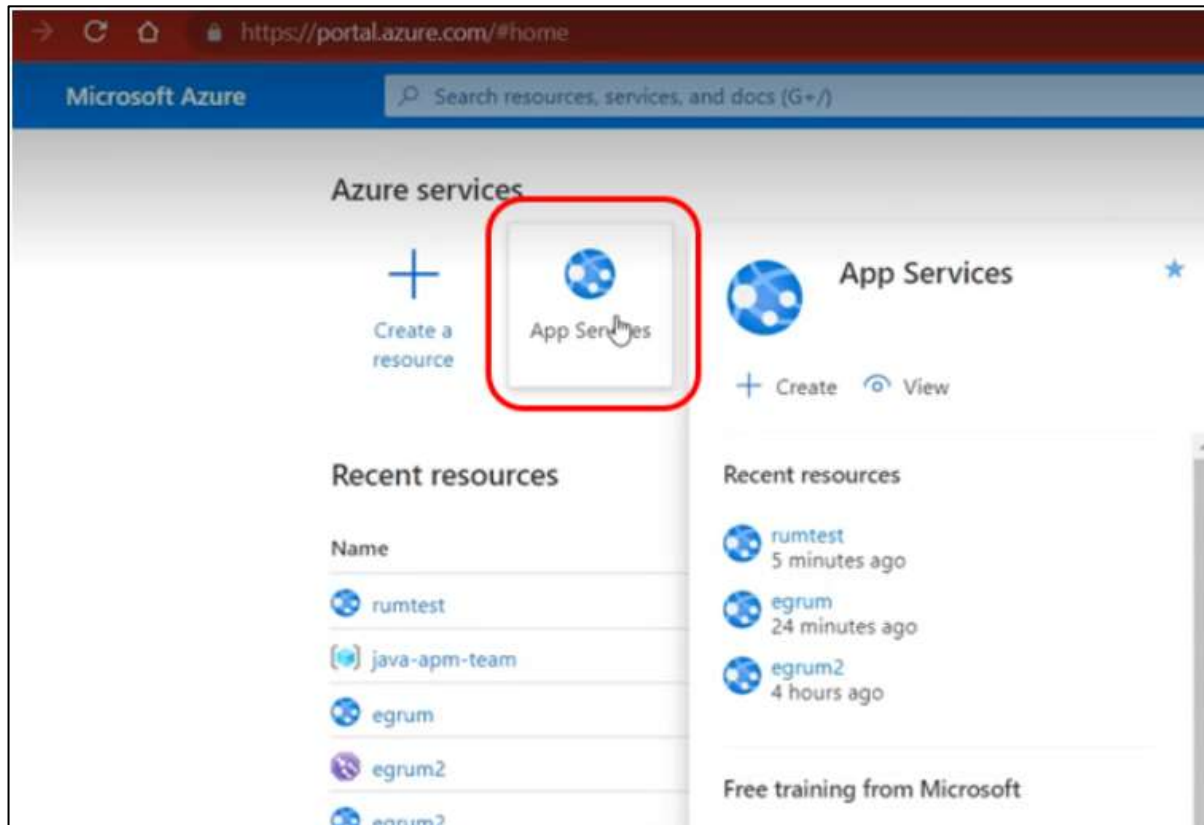 https://portal.azure.com/#home
Microsoft Azure
Search resources, services, and docs (G+/)
Azure services
Create a
resource
App Services
App Services
Create
View
Recent resources
Name
rumtest
java-apm-team
egrum
egrum2
egrum2
Recent resources
rumtest
5 minutes ago
egrum
24 minutes ago
egrum2
4 hours ago
Free training from Microsoft